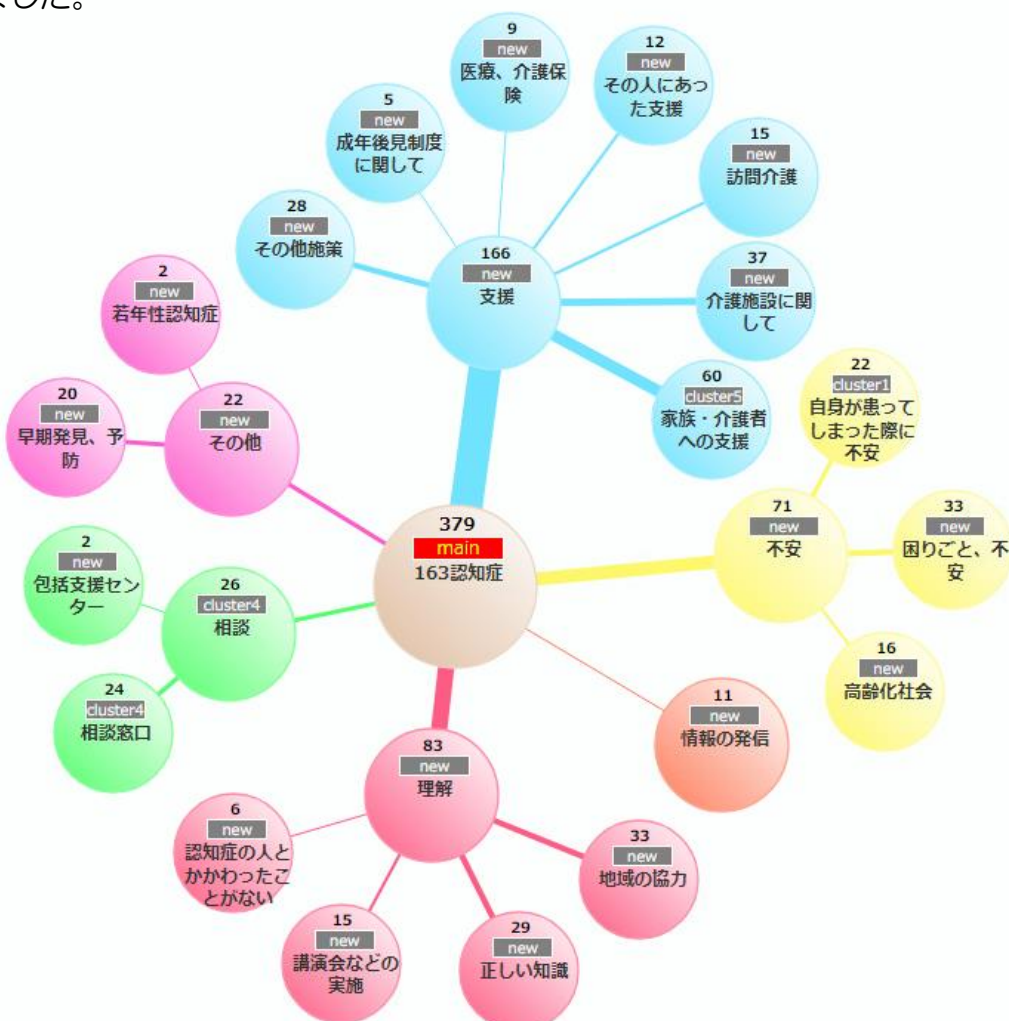 ました。
9
new
医療、介護保
険
12
new
その人にあっ
た支援
5
new
成年後見制度
に関して
15
new
訪問介護
28
new
その他施策
166
new
支援
37
new
介護施設に関
して
2
new
若年性認知症
60
cluster5
家族・介護者
への支援
22
cluster1
自身が患って
しまった際に
不安
20
new
早期発見、予
防
22
new
その他
71
new
不安
33
new
困りごと、不
安
379
main
163認知症
2
new
包括支援セン
ター
26
cluster4
相談
16
new
高齢化社会
24
cluster4
相談窓口
11
new
情報の発信
83
new
理解
6
new
認知症の人と
かかわったこ
とがない
33
new
地域の協力
15
new
講演会などの
実施
29
new
正しい知識